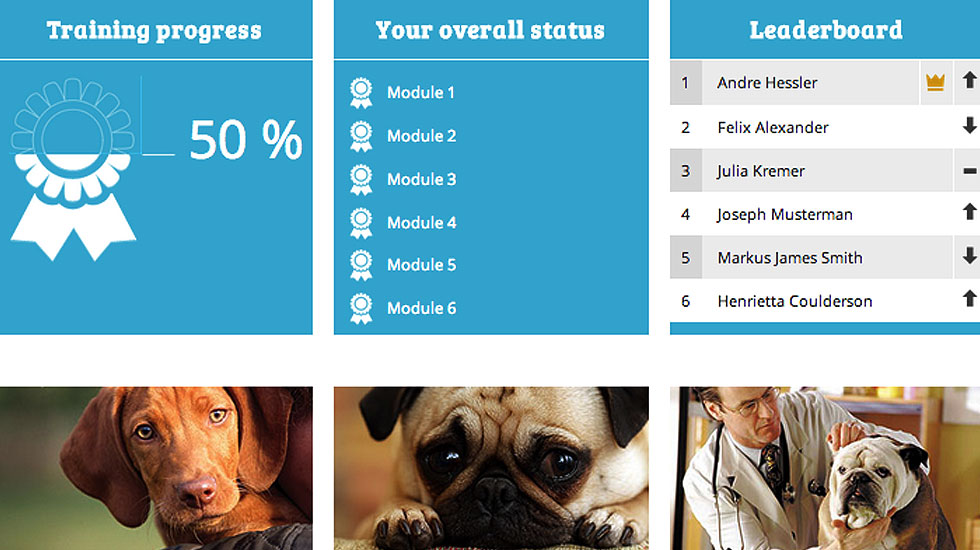 Training progress
50 %
Your overall status
Module 1
Module 2
Module 3
Module 4
Module 5
Module 6
Leaderboard
1 Andre Hessler
2 Felix Alexander
3 Julia Kremer
4 Joseph Musterman
5 Markus James Smith
6 Henrietta Coulderson